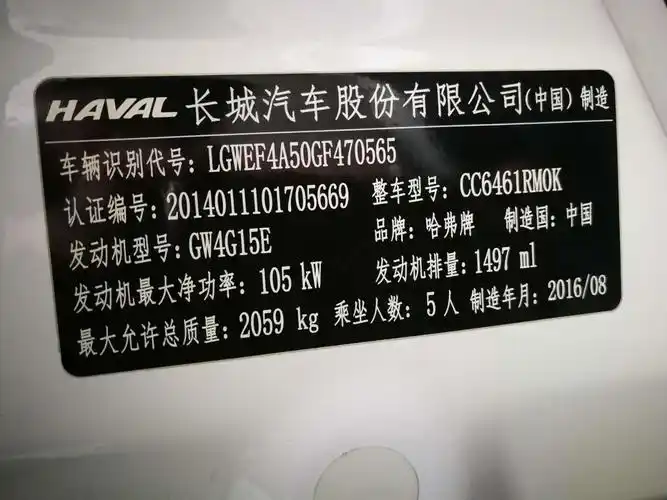 HAVAL 长城汽车股份有限公司(中国) 制造
车辆识别代号: LGWEF4A50GF470565
认证编号: 2014011101705669 整车型号: CC6461RM0K
发动机型号: GW4G15E 品牌: 哈弗牌 制造国: 中国
发动机最大净功率: 105 kW 发动机排量: 1497 ml
最大允许总质量: 2059 kg 乘坐人数: 5人 制造年月: 2016/08